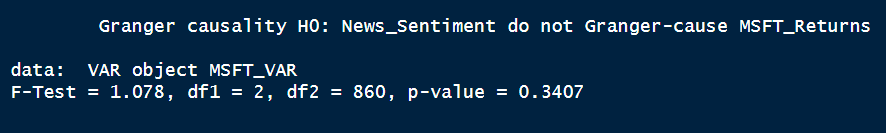 Granger causality H0: News_Sentiment do not Granger-cause MSFT_Returns
data:  VAR object MSFT_VAR
F-Test = 1.078, df1 = 2, df2 = 860, p-value = 0.3407